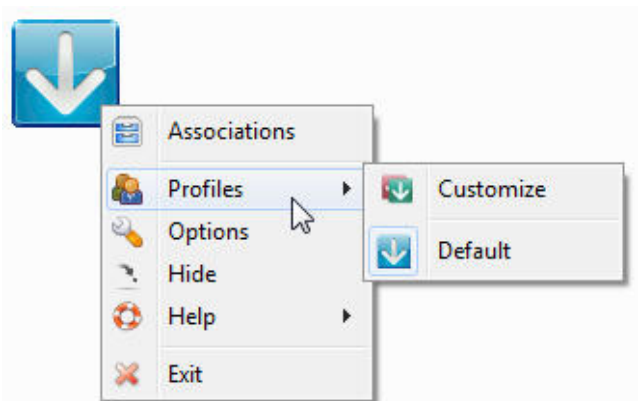 Associations
Profiles
Options
Hide
Help
Exit
Customize
Default